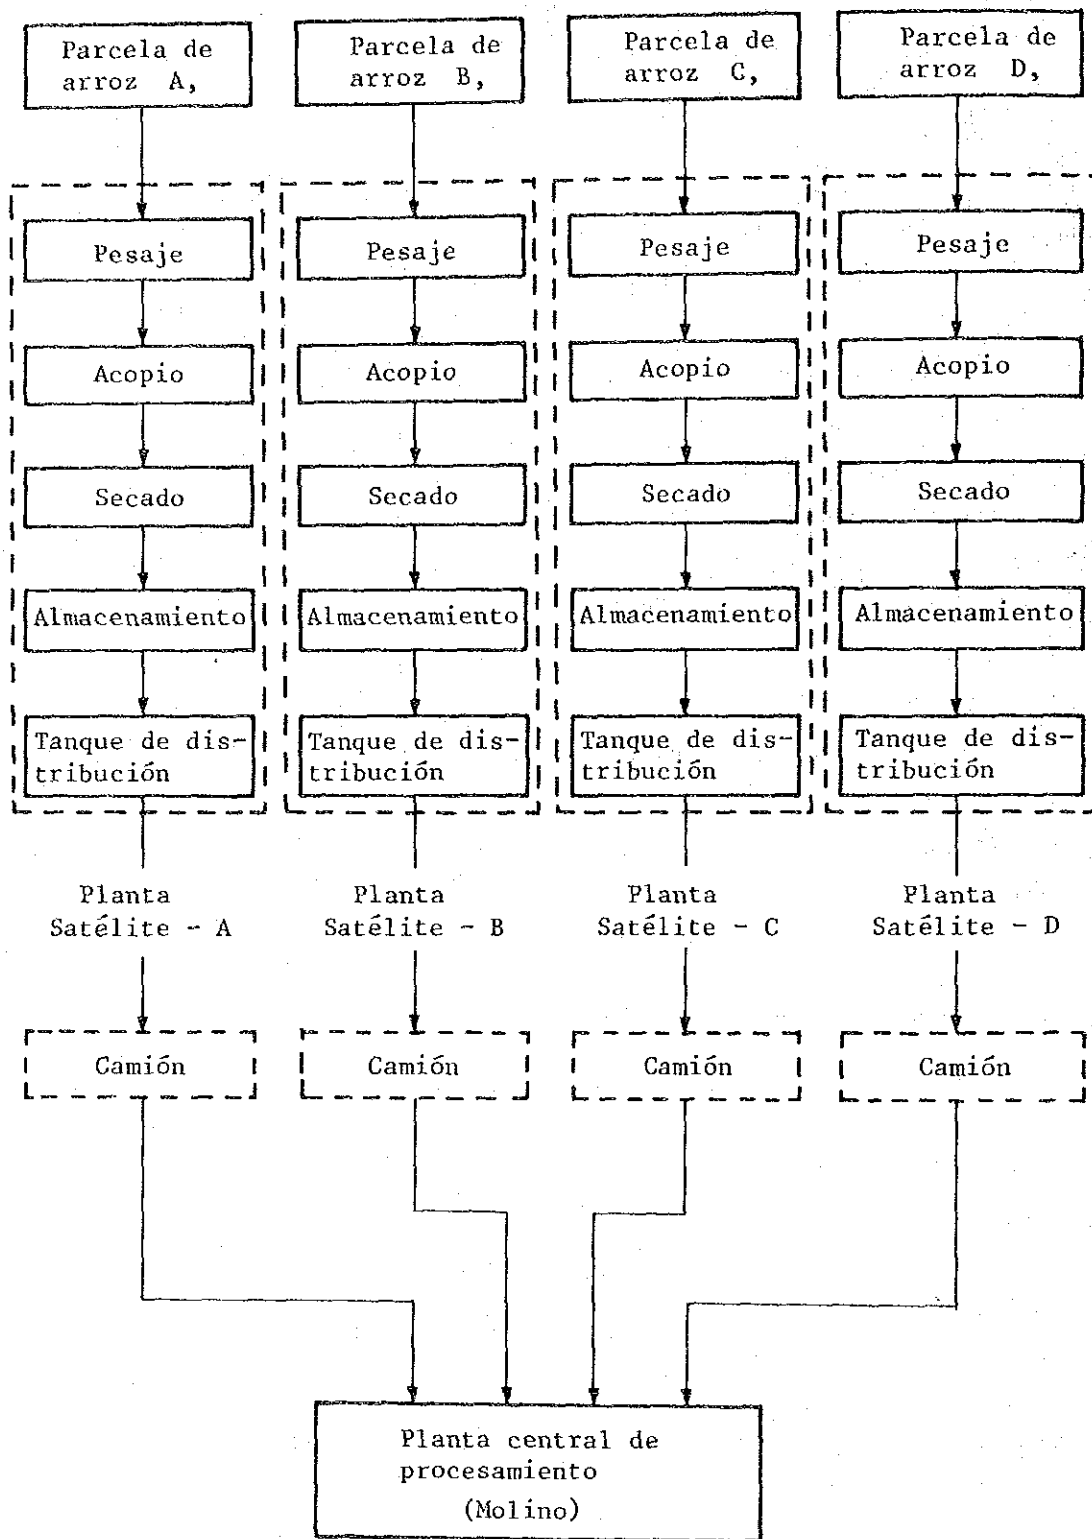 Parcela de
arroz A,
Parcela de
arroz B,
Parcela de
arroz C,
Parcela de
arroz D,
Pesaje
Pesaje
Pesaje
Pesaje
Acopio
Acopio
Acopio
Acopio
Secado
Secado
Secado
Secado
Almacenamiento
Almacenamiento
Almacenamiento
Almacenamiento
Tanque de dis-
tribución
Tanque de dis-
tribución
Tanque de dis-
tribución
Tanque de dis-
tribución
Planta
Satélite - A
Planta
Satélite - B
Planta
Satélite - C
Planta
Satélite - D
Camión
Camión
Camión
Camión
Planta central de
procesamiento
(Molino)